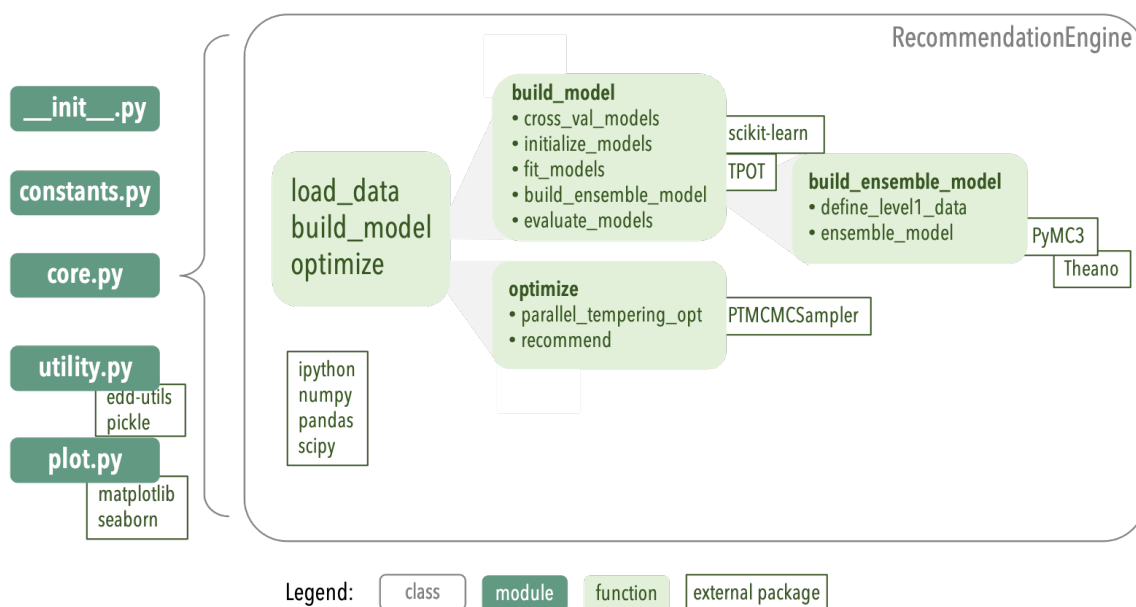 RecommendationEngine
__init__.py
constants.py
core.py
utility.py
edd-utils
pickle
plot.py
matplotlib
seaborn
load_data
build_model
optimize
ipython
numpy
pandas
scipy
build_model
• cross_val_models
• initialize_models
• fit_models
• build_ensemble_model
• evaluate_models
scikit-learn
TPOT
build_ensemble_model
• define_level1_data
• ensemble_model
PyMC3
Theano
optimize
• parallel_tempering_opt
• recommend
PTMCMCSampler
Legend: class module function external package